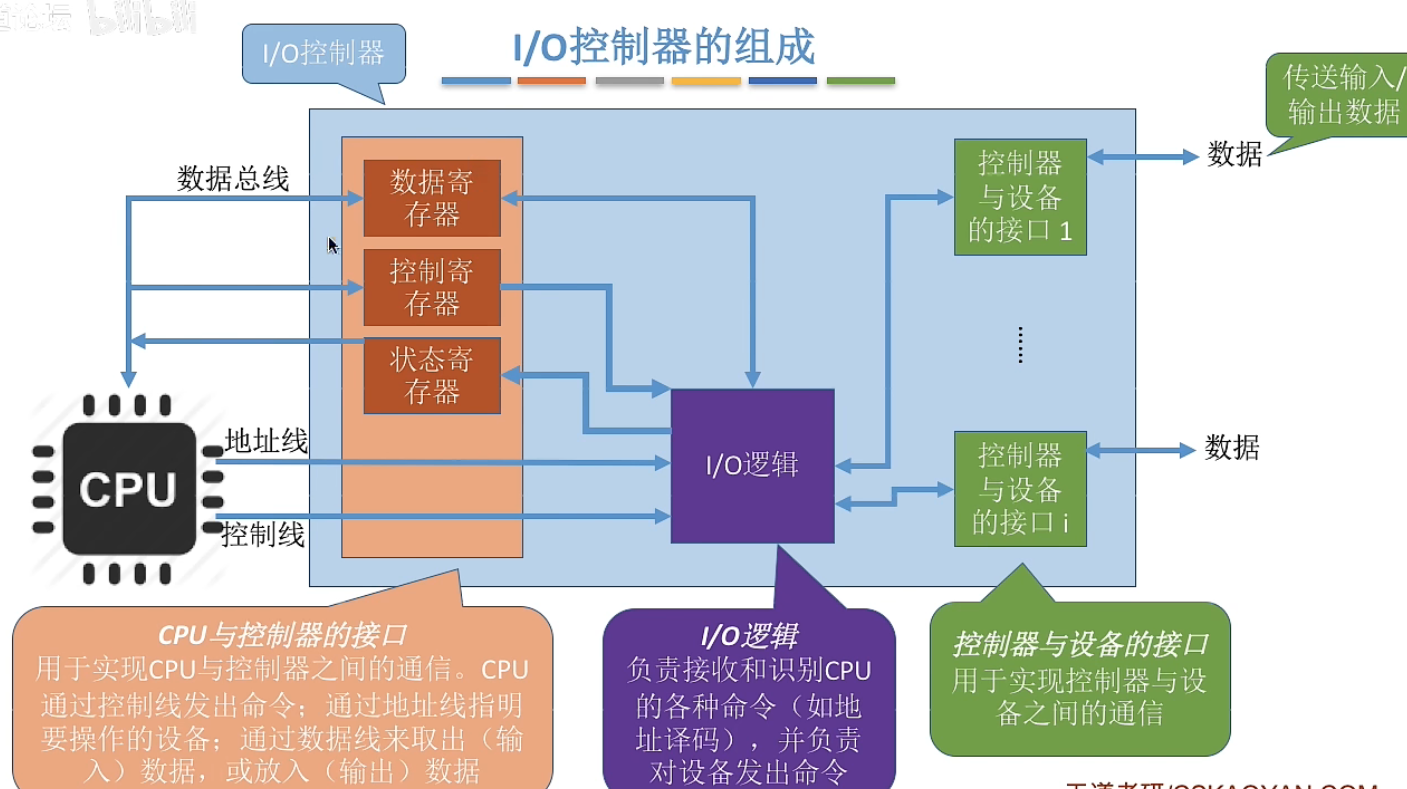 I/O控制器的组成
I/O控制器
传送输入/
输出数据
数据总线
数据寄
存器
控制寄
存器
状态寄
存器
控制器
与设备
的接口 1
数据
......
CPU
地址线
控制线
I/O逻辑
控制器
与设备
的接口 i
数据
CPU与控制器的接口
用于实现CPU与控制器之间的通信。CPU
通过控制线发出命令；通过地址线指明
要操作的设备；通过数据线来取出（输
入）数据，或放入（输出）数据
I/O逻辑
负责接收和识别CPU
的各种命令（如地
址译码），并负责
对设备发出命令
控制器与设备的接口
用于实现控制器与设
备之间的通信